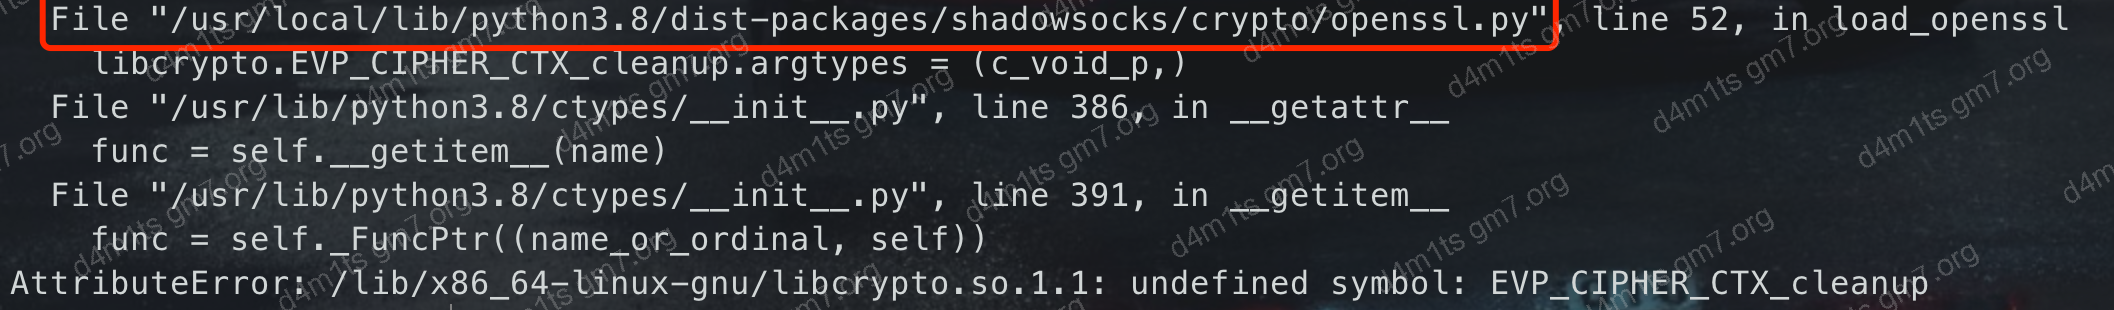 File "/usr/local/lib/python3.8/dist-packages/shadowsocks/crypto/openssl.py", line 52, in load_openssl
libcrypto.EVP_CIPHER_CTX_cleanup.argtypes = (c_void_p,)
File "/usr/lib/python3.8/ctypes/__init__.py", line 386, in __getattr__
func = self.__getitem__(name)
File "/usr/lib/python3.8/ctypes/__init__.py", line 391, in __getitem__
func = self._FuncPtr((name_or_ordinal, self))
AttributeError: /lib/x86_64-linux-gnu/libcrypto.so.1.1: undefined symbol: EVP_CIPHER_CTX_cleanup
d4m1ts gm7.org